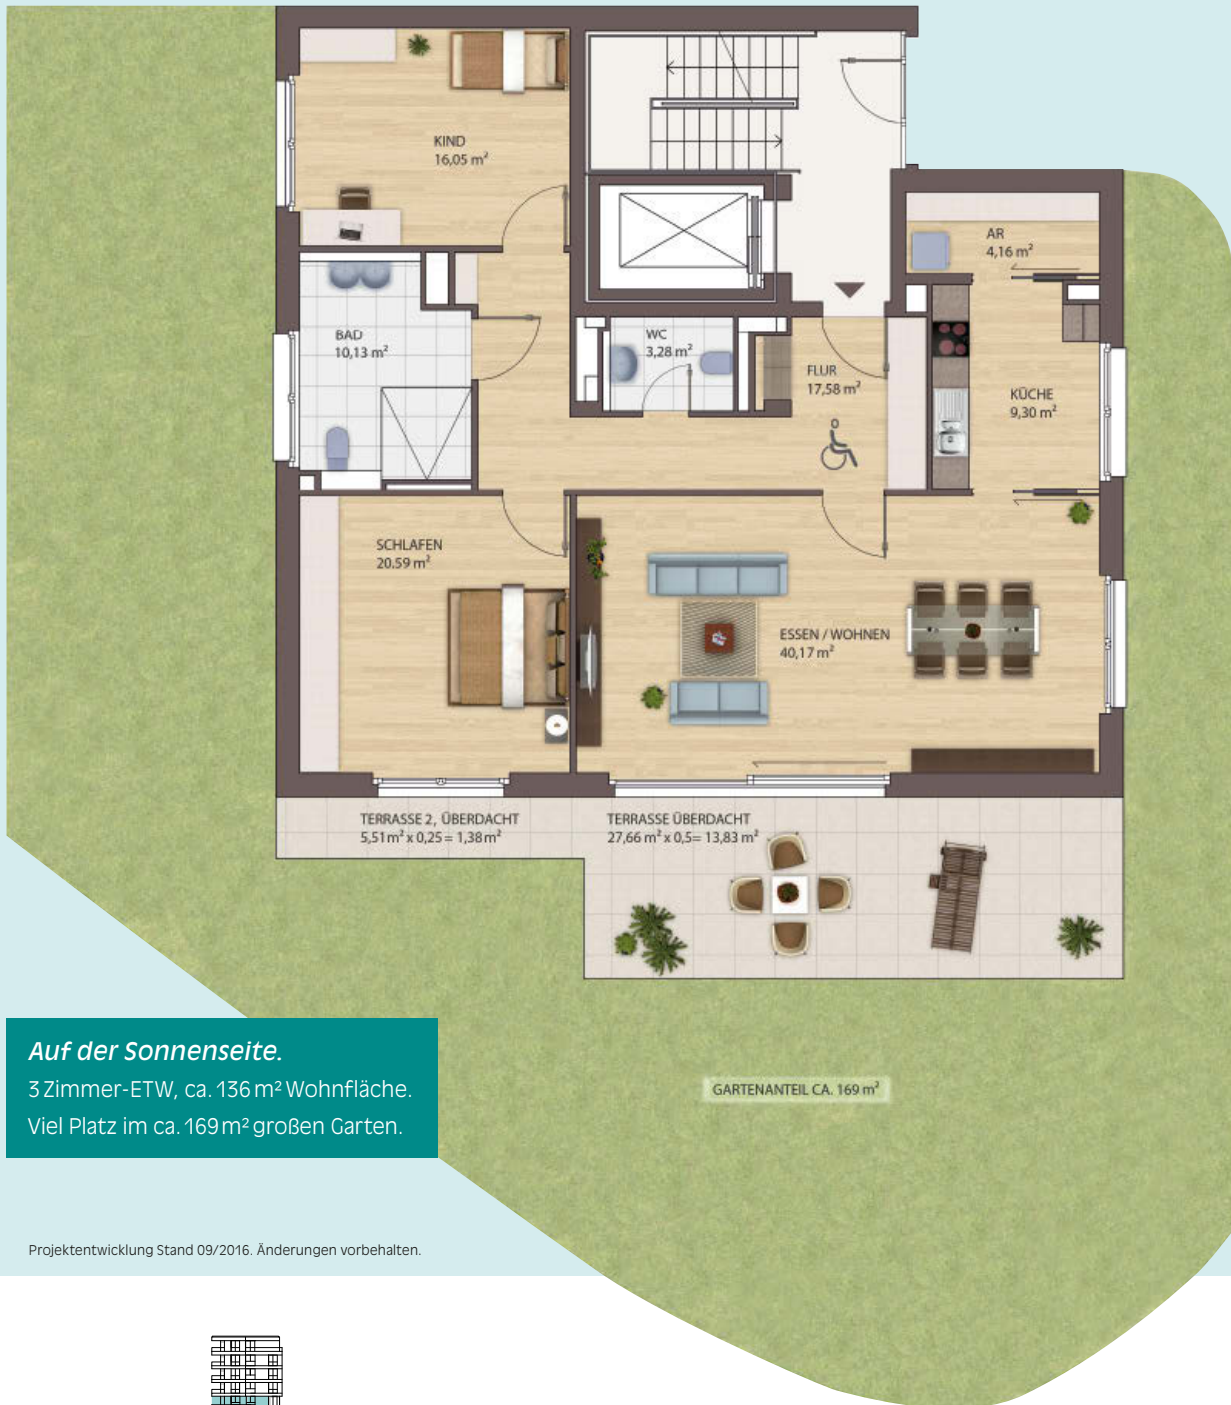 KIND
16,05 m²
AR
4,16 m²
BAD
10,13 m²
WC
3,28 m²
FLUR
17,58 m²
KÜCHE
9,30 m²
SCHLAFEN
20.59 m²
ESSEN / WOHNEN
40,17 m²
TERRASSE 2, ÜBERDACHT
5,51 m² x 0,25 = 1,38 m²
TERRASSE ÜBERDACHT
27,66 m² x 0,5= 13,83 m²
Auf der Sonnenseite.
3 Zimmer-ETW, ca. 136 m² Wohnfläche.
Viel Platz im ca. 169 m² großen Garten.
GARTENANTEIL CA. 169 m²
Projektentwicklung Stand 09/2016. Änderungen vorbehalten.